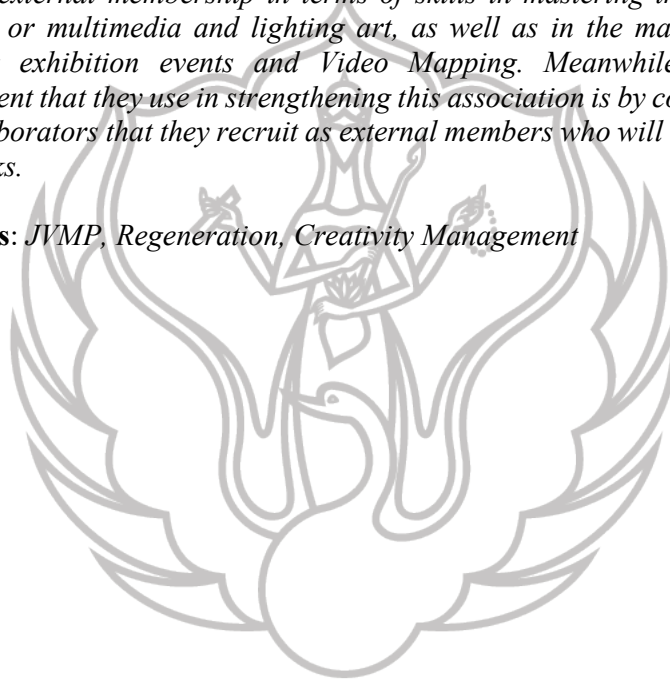 external membership in terms of skills in mastering
or multimedia and lighting art, as well as in the ma
exhibition events and Video Mapping. Meanwhile
ent that they use in strengthening this association is by co
borators that they recruit as external members who will
ks.
s: JVMP, Regeneration, Creativity Management